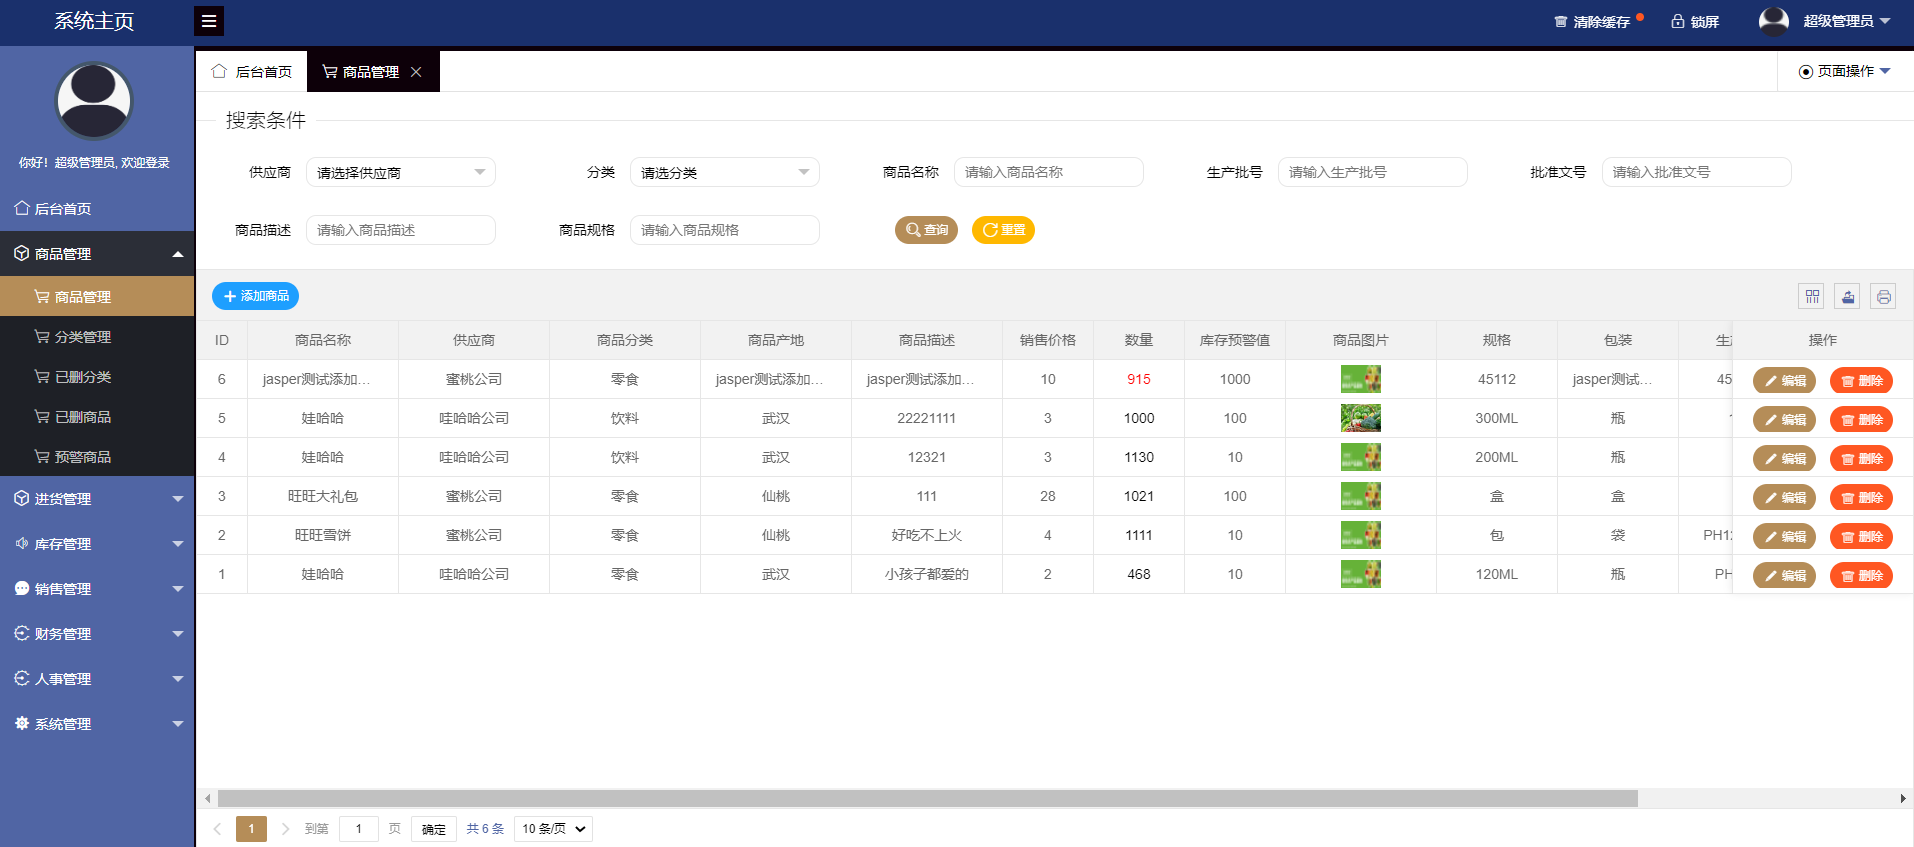 系统主页
清除缓存
锁屏
超级管理员
后台首页
商品管理
页面操作
你好！超级管理员, 欢迎登录
后台首页
商品管理
商品管理
分类管理
已删分类
已删商品
预警商品
进货管理
库存管理
销售管理
财务管理
人事管理
系统管理
搜索条件
供应商 请选择供应商 分类 请选分类 商品名称 请输入商品名称 生产批号 请输入生产批号 批准文号 请输入批准文号
商品描述 请输入商品描述 商品规格 请输入商品规格 查询 重置
添加商品
ID 商品名称 供应商 商品分类 商品产地 商品描述 销售价格 数量 库存预警值 商品图片 规格 包装 操作
6 jasper测试添加... 蜜桃公司 零食 jasper测试添加... jasper测试添加... 10 915 1000 45112 jasper测试... 45 编辑 删除
5 娃哈哈 哇哈哈公司 饮料 武汉 22221111 3 1000 100 300ML 瓶 编辑 删除
4 娃哈哈 哇哈哈公司 饮料 武汉 12321 3 1130 10 200ML 瓶 编辑 删除
3 旺旺大礼包 蜜桃公司 零食 仙桃 111 28 1021 100 盒 盒 编辑 删除
2 旺旺雪饼 蜜桃公司 零食 仙桃 好吃不上火 4 1111 10 包 袋 PH12 编辑 删除
1 娃哈哈 哇哈哈公司 零食 武汉 小孩子都爱的 2 468 10 120ML 瓶 PH 编辑 删除
1 到第 1 页 确定 共 6 条 10 条/页